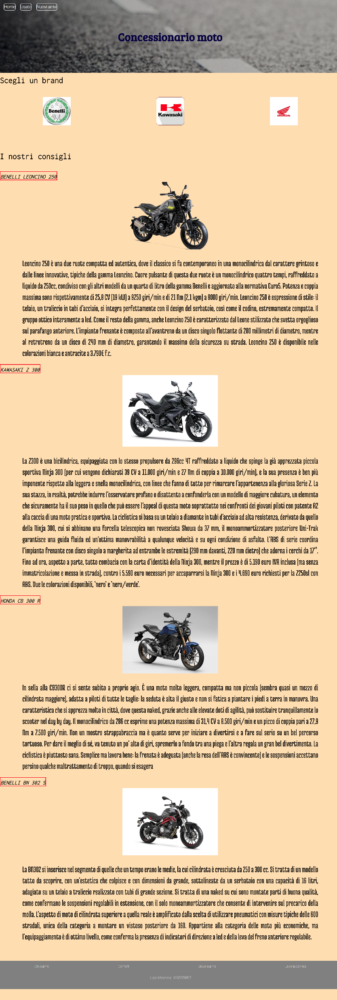 Home Usato Nuovi arrivi
Concessionario moto
Scegli un brand
Benelli
Kawasaki
HONDA
I nostri consigli
BENELLI LEONCINO 250
Leoncino 250 è una due ruote compatta ed autentica, dove il classico si fa contemporaneo in una monocilindrica dal carattere grintoso e
dalle linee innovative, tipiche della gamma Leoncino. Cuore pulsante di questa due ruote è un monocilindrico quattro tempi, raffreddato a
liquido da 250cc, condiviso con gli altri modelli da un quarto di litro della gamma Benelli e aggiornato alla normativa Euro5. Potenza e coppia
massima sono rispettivamente di 25,8 CV (19 kW) a 9250 giri/min e di 21 Nm (2,1 kgm) a 8000 giri/min. Leoncino 250 è espressione di stile: il
telaio, un traliccio in tubi d'acciaio, si integra perfettamente con il design del serbatoio, così come il codino, estremamente compatto. Il
gruppo ottico interamente a led. Come il resto della gamma, anche Leoncino 250 è caratterizzato dal Leone stilizzato che svetta orgoglioso
sul parafango anteriore. L'impianto frenante è composto all'avantreno da un disco singolo flottante di 280 millimetri di diametro, mentre
al retrotreno da un disco di 240 mm di diametro, garantendo il massimo della sicurezza su strada. Leoncino 250 è disponibile nelle
colorazioni bianca e antracite a 3.790€ f.c.
KAWASAKI Z 300
La Z300 è una bicilindrica, equipaggiata con lo stesso propulsore da 296cc 4T raffreddato a liquido che spinge la già apprezzata piccola
sportiva Ninja 300 (per cui vengono dichiarati 39 CV a 11.000 giri/min e 27 Nm di coppia a 10.000 giri/min), e la sua presenza è ben più
imponente rispetto alla leggera e snella monocilindrica, con linee che fanno di tutto per rimarcare l'appartenenza alla gloriosa Serie Z. La
sua stazza, in realtà, potrebbe indurre l'osservatore profano o disattento a confonderla con un modello di maggiore cubatura, un elemento
che sicuramente ha il suo peso in quello che può essere l'appeal di questa moto soprattutto nei confronti dei giovani piloti con patente A2
alla caccia di una moto pratica e sportiva. La ciclistica si basa su un telaio a diamante in tubi d'acciaio ad alta resistenza, derivato da quello
della Ninja 300, cui si abbinano una forcella telescopica non rovesciata Showa da 37 mm, il monoammortizzatore posteriore Uni-Trak
garantisce una guida fluida ed un'ottima manovrabilità a qualunque velocità e su ogni condizione di asfalto. L'ABS di serie coordina
l'impianto frenante con disco singolo a margherita ad entrambe le estremità (290 mm davanti, 220 mm dietro) che adorna i cerchi da 17".
Fino ad ora, aspetto a parte, tutto combacia con la carta d'identità della Ninja 300, mentre il prezzo è di 5.190 euro IVA inclusa (ma senza
immatricolazione e messa in strada), contro i 5.590 euro necessari per accaparrarsi la Ninja 300 e i 4.690 euro richiesti per la Z250sl con
ABS. Due le colorazioni disponibili, `nero` e `nero/verde`.
HONDA CB 300 R
In sella alla CB300R ci si sente subito a proprio agio. È una moto molto leggera, compatta ma non piccola (sembra quasi un mezzo di
cilindrata maggiore), adatta a piloti di tutte le taglie: la seduta è alta il giusto e non si fatica a piantare i piedi a terra in manovra. Una
caratteristica che si apprezza molto in città, dove questa naked, grazie anche alle elevate doti di agilità, può sostituire tranquillamente lo
scooter nel day by day. Il monocilindrico da 286 cc esprime una potenza massima di 31,4 CV a 8.500 giri/min e un picco di coppia pari a 27,9
Nm a 7.500 giri/min. Non un mostro strappabraccia ma è quanto serve per iniziare a divertirsi e a fare sul serio su un bel percorso
tortuoso. Per dare il meglio di sé, va tenuto un po' alto di giri, spremerlo a fondo tra una piega e l'altra regala un gran bel divertimento. La
ciclistica è piuttosto sana. Semplice ma lavora bene: la frenata è adeguata (anche la resa dell'ABS è convincente) e le sospensioni accettano
persino qualche maltrattamento di troppo, quando si esagera
BENELLI BN 302 S
La BN302 si inserisce nel segmento di quelle che un tempo erano le medie, la cui cilindrata è cresciuta da 250 a 300 cc. Si tratta di un modello
tutto da scoprire, con un'estetica che colpisce e con dimensioni da grande, sottolineate da un serbatoio con una capacità di 16 litri,
adagiato su un telaio a traliccio realizzato con tubi di grande sezione. Si tratta di una naked su cui sono montate parti di buona qualità,
come confermano le sospensioni regolabili in estensione, con il solo monoammortizzatore che consente di intervenire sul precarico della
molla. L'aspetto di moto di cilindrata superiore a quella reale è amplificato dalla scelta di utilizzare pneumatici con misure tipiche delle 600
stradali, unica della categoria a montare un vistoso posteriore da 160. Appartiene alla categoria delle moto più economiche, ma
l'equipaggiamento è di ottimo livello, come conferma la presenza di indicatori di direzione a led e della leva del freno anteriore regolabile.
Chi siamo Contatti Dove siamo Lavora con noi
Luigi Marchese